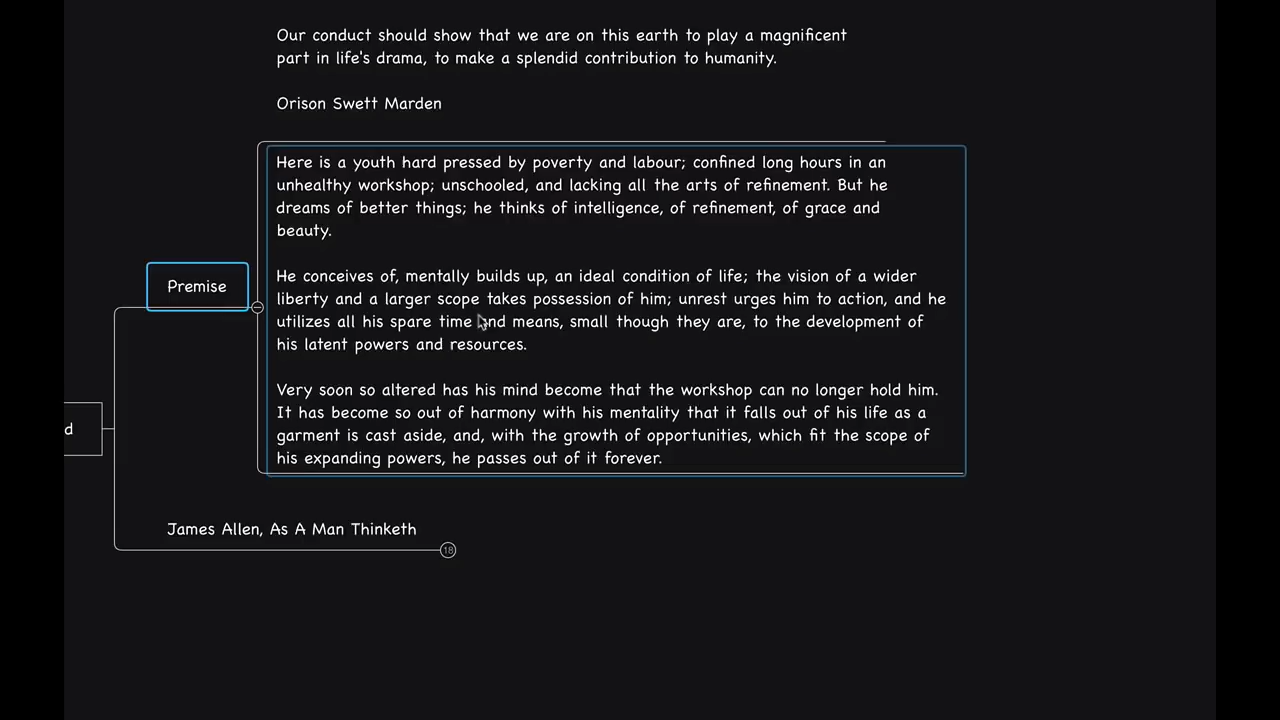 Our conduct should show that we are on this earth to play a magnificent
part in life's drama, to make a splendid contribution to humanity.
Orison Swett Marden
Here is a youth hard pressed by poverty and labour; confined long hours in an
unhealthy workshop; unschooled, and lacking all the arts of refinement. But he
dreams of better things; he thinks of intelligence, of refinement, of grace and
beauty.
He conceives of, mentally builds up, an ideal condition of life; the vision of a wider
liberty and a larger scope takes possession of him; unrest urges him to action, and he
utilizes all his spare time and means, small though they are, to the development of
his latent powers and resources.
Very soon so altered has his mind become that the workshop can no longer hold him.
It has become so out of harmony with his mentality that it falls out of his life as a
garment is cast aside, and, with the growth of opportunities, which fit the scope of
his expanding powers, he passes out of it forever.
Premise
d
James Allen, As A Man Thinketh
18